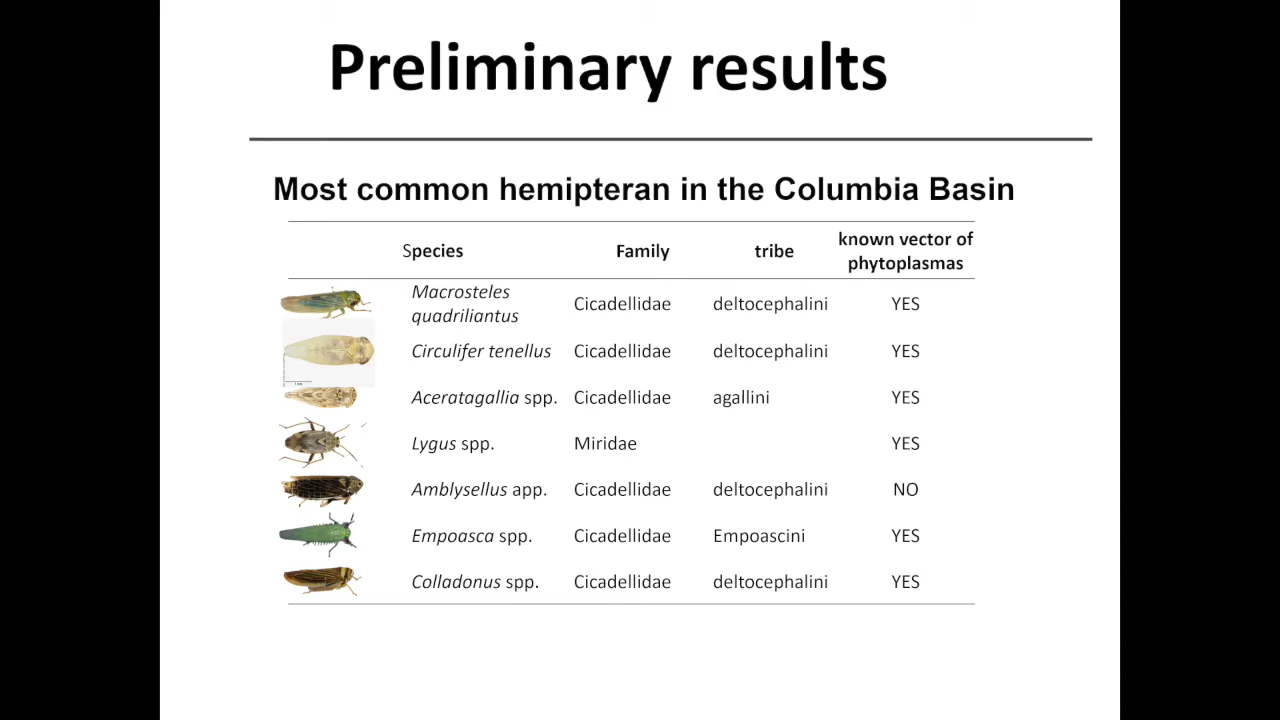 Preliminary results
Most common hemipteran in the Columbia Basin
Species Family tribe known vector of phytoplasmas
Macrosteles quadriliantus Cicadellidae deltocephalini YES
Circulifer tenellus Cicadellidae deltocephalini YES
Aceratagallia spp. Cicadellidae agallini YES
Lygus spp. Miridae YES
Amblysellus app. Cicadellidae deltocephalini NO
Empoasca spp. Cicadellidae Empoascini YES
Colladonus spp. Cicadellidae deltocephalini YES